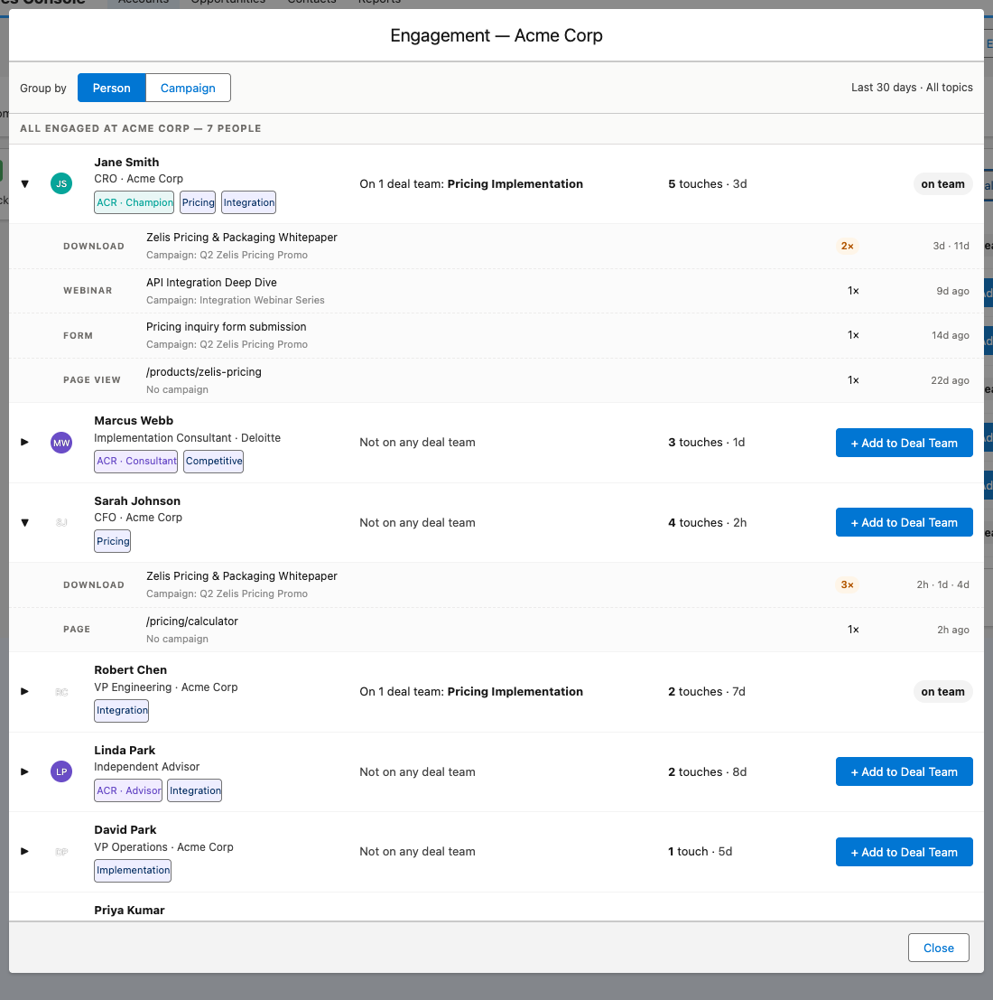 es Console
Accounts
Opportunities
Contacts
Reports
Engagement — Acme Corp
Group by
Person
Campaign
Last 30 days · All topics
ALL ENGAGED AT ACME CORP — 7 PEOPLE
▼
JS
Jane Smith
CRO · Acme Corp
ACR · Champion
Pricing
Integration
On 1 deal team: Pricing Implementation
5 touches · 3d
on team
DOWNLOAD
Zelis Pricing & Packaging Whitepaper
Campaign: Q2 Zelis Pricing Promo
2×
3d · 11d
WEBINAR
API Integration Deep Dive
Campaign: Integration Webinar Series
1×
9d ago
FORM
Pricing inquiry form submission
Campaign: Q2 Zelis Pricing Promo
1×
14d ago
PAGE VIEW
/products/zelis-pricing
No campaign
1×
22d ago
▶
MW
Marcus Webb
Implementation Consultant · Deloitte
ACR · Consultant
Competitive
Not on any deal team
3 touches · 1d
+ Add to Deal Team
▼
SJ
Sarah Johnson
CFO · Acme Corp
Pricing
Not on any deal team
4 touches · 2h
+ Add to Deal Team
DOWNLOAD
Zelis Pricing & Packaging Whitepaper
Campaign: Q2 Zelis Pricing Promo
3×
2h · 1d · 4d
PAGE
/pricing/calculator
No campaign
1×
2h ago
▶
RC
Robert Chen
VP Engineering · Acme Corp
Integration
On 1 deal team: Pricing Implementation
2 touches · 7d
on team
▶
LP
Linda Park
Independent Advisor
ACR · Advisor
Integration
Not on any deal team
2 touches · 8d
+ Add to Deal Team
▶
DP
David Park
VP Operations · Acme Corp
Implementation
Not on any deal team
1 touch · 5d
+ Add to Deal Team
Priya Kumar
Close